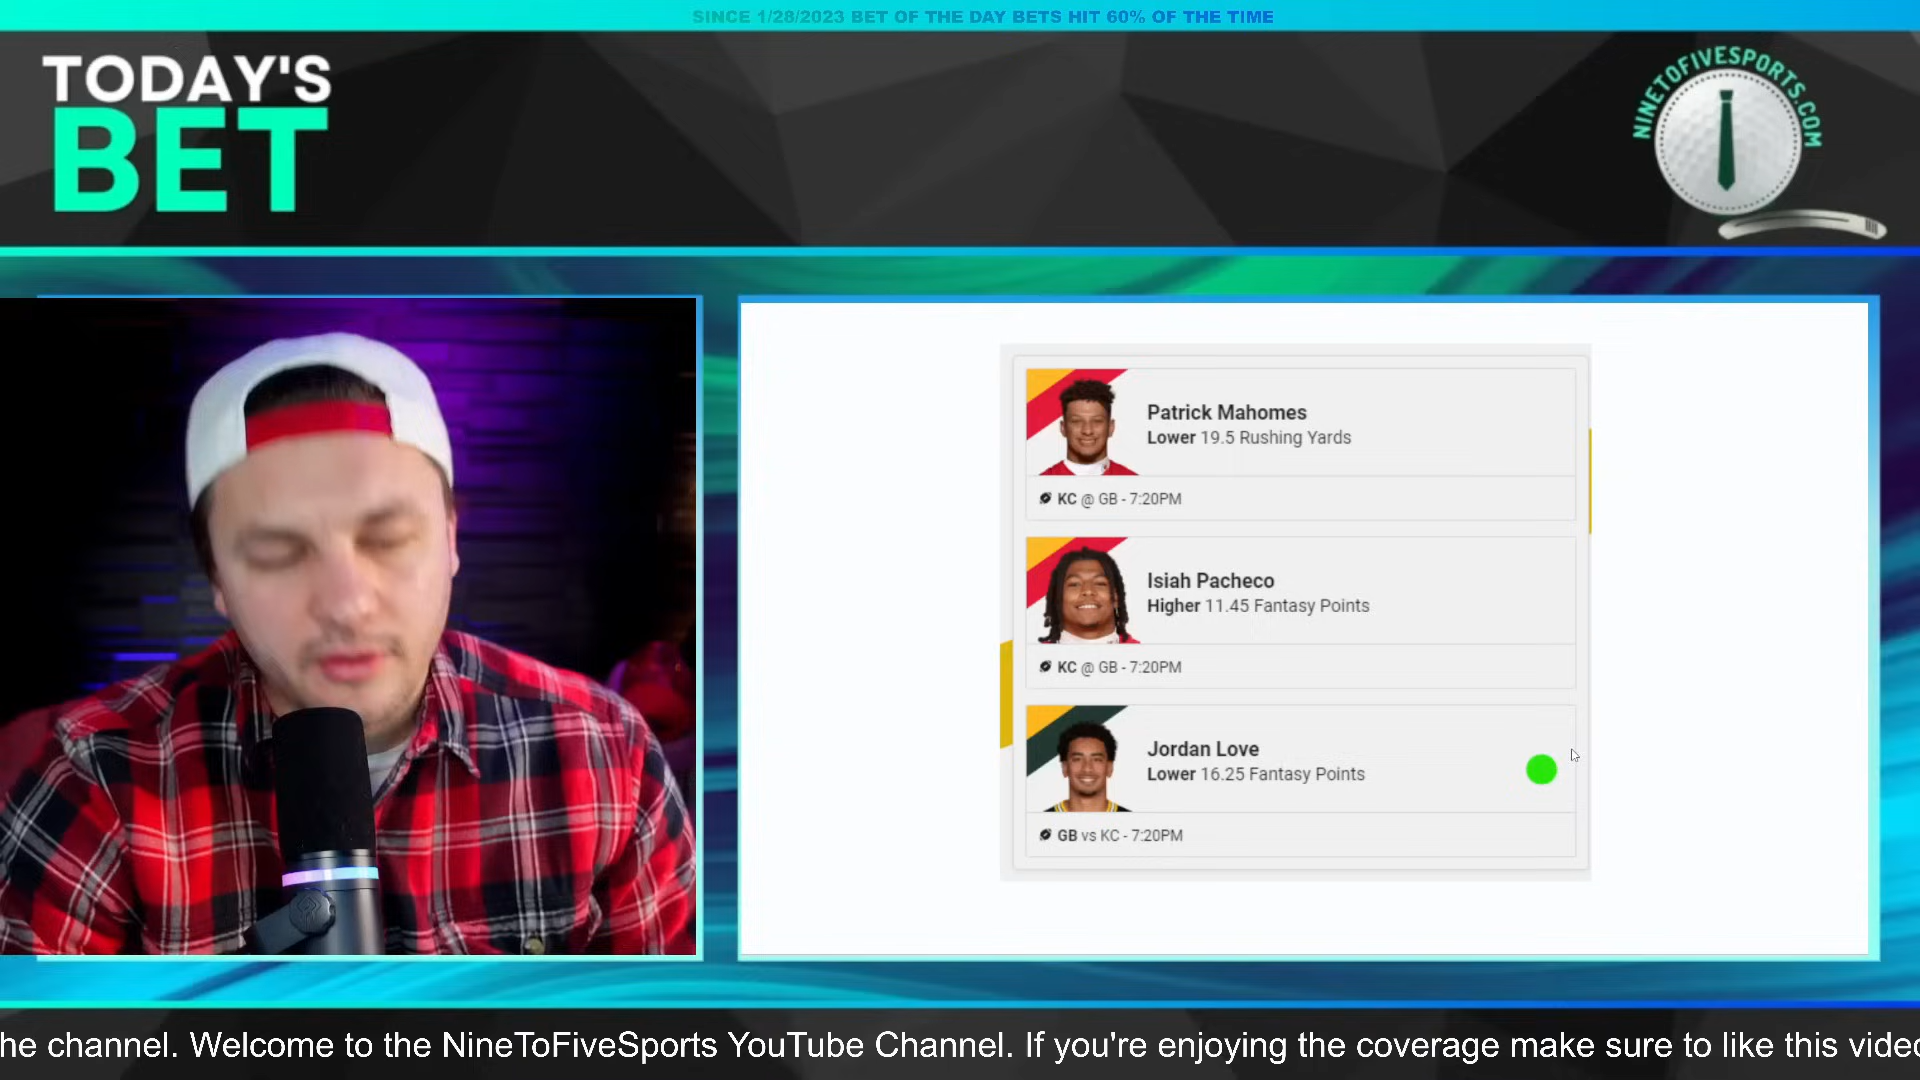 SINCE 1/28/2023 BET OF THE DAY BETS HIT 60% OF THE TIME
TODAY'S
BET
NINETOFIVESPORTS.COM
Patrick Mahomes
Lower 19.5 Rushing Yards
KC @ GB - 7:20PM
Isiah Pacheco
Higher 11.45 Fantasy Points
KC @ GB - 7:20PM
Jordan Love
Lower 16.25 Fantasy Points
GB vs KC - 7:20PM
he channel. Welcome to the NineToFiveSports YouTube Channel. If you're enjoying the coverage make sure to like this video